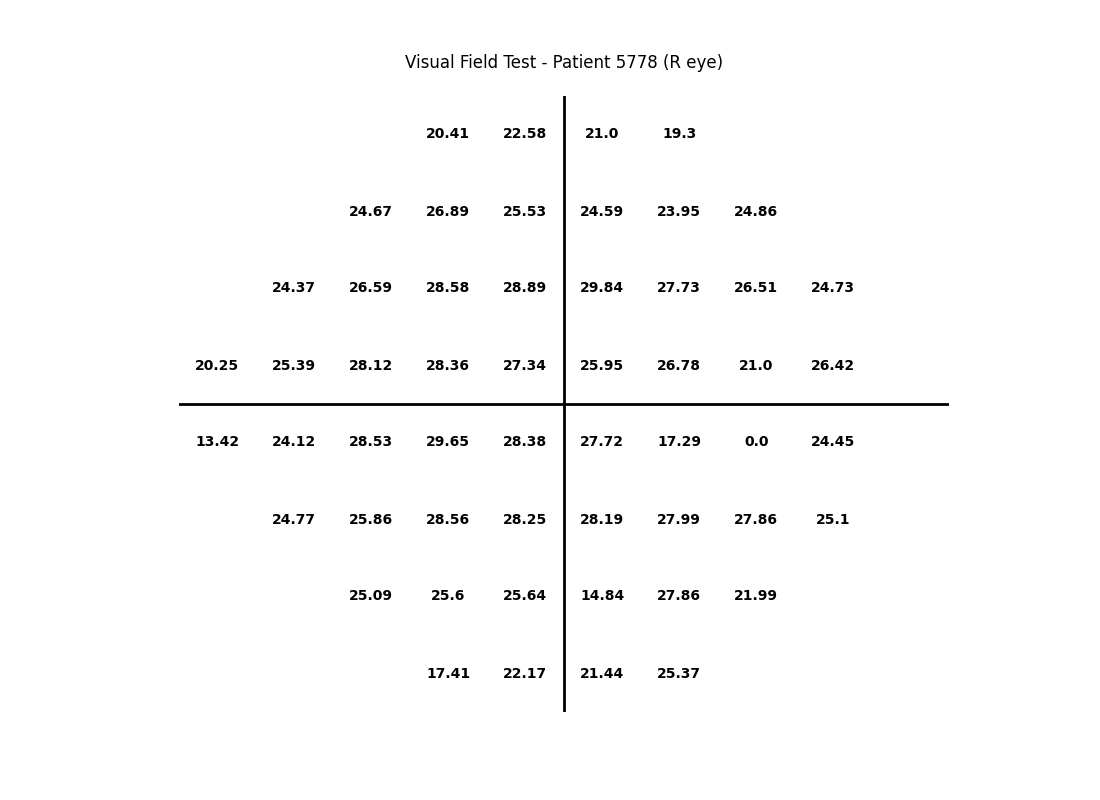 Visual Field Test - Patient 5778 (R eye)
20.41 22.58 21.0 19.3
24.67 26.89 25.53 24.59 23.95 24.86
24.37 26.59 28.58 28.89 29.84 27.73 26.51 24.73
20.25 25.39 28.12 28.36 27.34 25.95 26.78 21.0 26.42
13.42 24.12 28.53 29.65 28.38 27.72 17.29 0.0 24.45
24.77 25.86 28.56 28.25 28.19 27.99 27.86 25.1
25.09 25.6 25.64 14.84 27.86 21.99
17.41 22.17 21.44 25.37